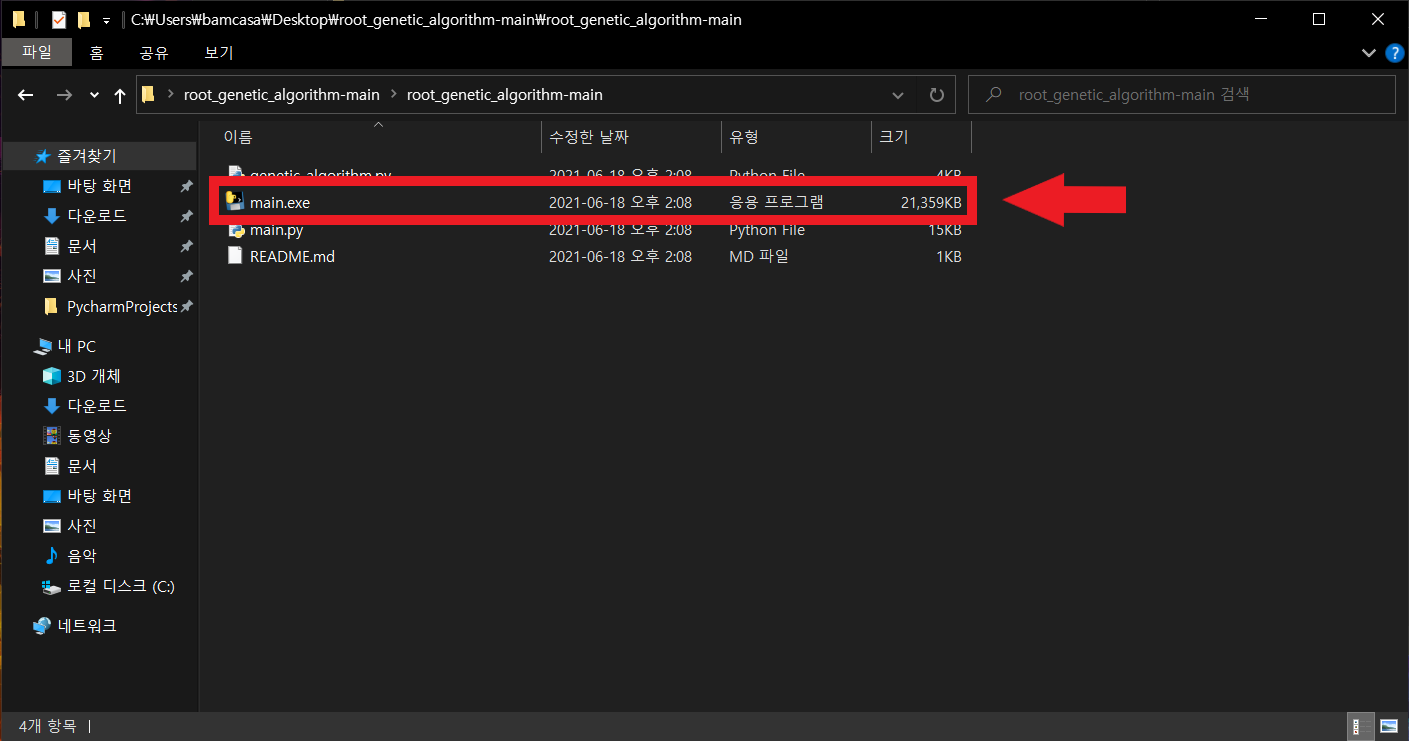 C:₩Users₩bamcasa₩Desktop₩root_genetic_algorithm-main₩root_genetic_algorithm-main
파일 홈 공유 보기
root_genetic_algorithm-main root_genetic_algorithm-main
root_genetic_algorithm-main 검색
이름 수정한 날짜 유형 크기
genetic_algorithm.py 2021-06-18 오후 2:08 Python File 4KB
main.exe 2021-06-18 오후 2:08 응용 프로그램 21,359KB
main.py 2021-06-18 오후 2:08 Python File 15KB
README.md 2021-06-18 오후 2:08 MD 파일 1KB
즐겨찾기
바탕 화면
다운로드
문서
사진
PycharmProjects
내 PC
3D 개체
다운로드
동영상
문서
바탕 화면
사진
음악
로컬 디스크 (C:)
네트워크
4개 항목